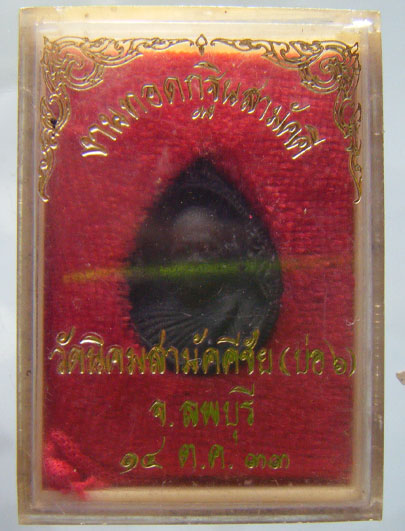 งานทอดกฐินสามัคคี
วัดนิคมสามัคคีชัย (บ่อ ๖)
จ. ลพบุรี
๑๔ ต.ค. ๓๓